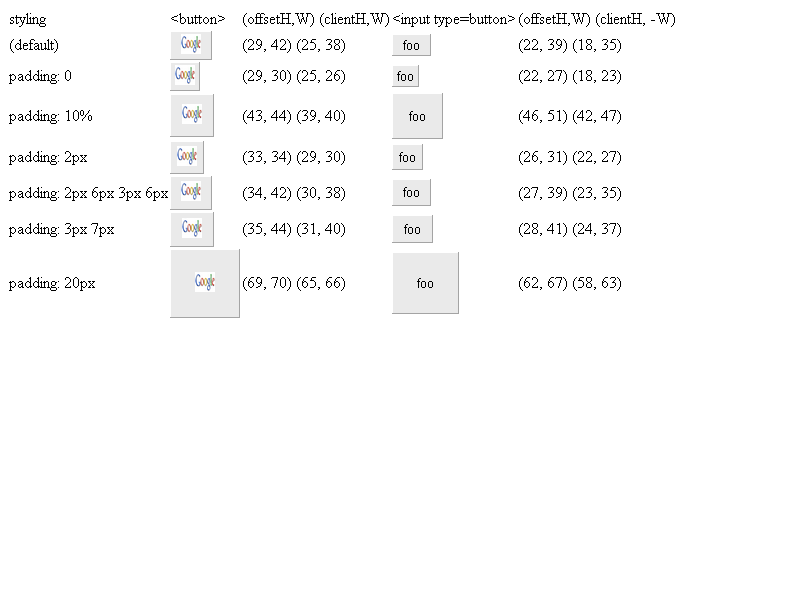 styling <button> (offsetH,W) (clientH,W) <input type=button> (offsetH,W) (clientH, -W)
(default) Google (29, 42) (25, 38) foo (22, 39) (18, 35)
padding: 0 Google (29, 30) (25, 26) foo (22, 27) (18, 23)
padding: 10% Google (43, 44) (39, 40) foo (46, 51) (42, 47)
padding: 2px Google (33, 34) (29, 30) foo (26, 31) (22, 27)
padding: 2px 6px 3px 6px Google (34, 42) (30, 38) foo (27, 39) (23, 35)
padding: 3px 7px Google (35, 44) (31, 40) foo (28, 41) (24, 37)
padding: 20px Google (69, 70) (65, 66) foo (62, 67) (58, 63)